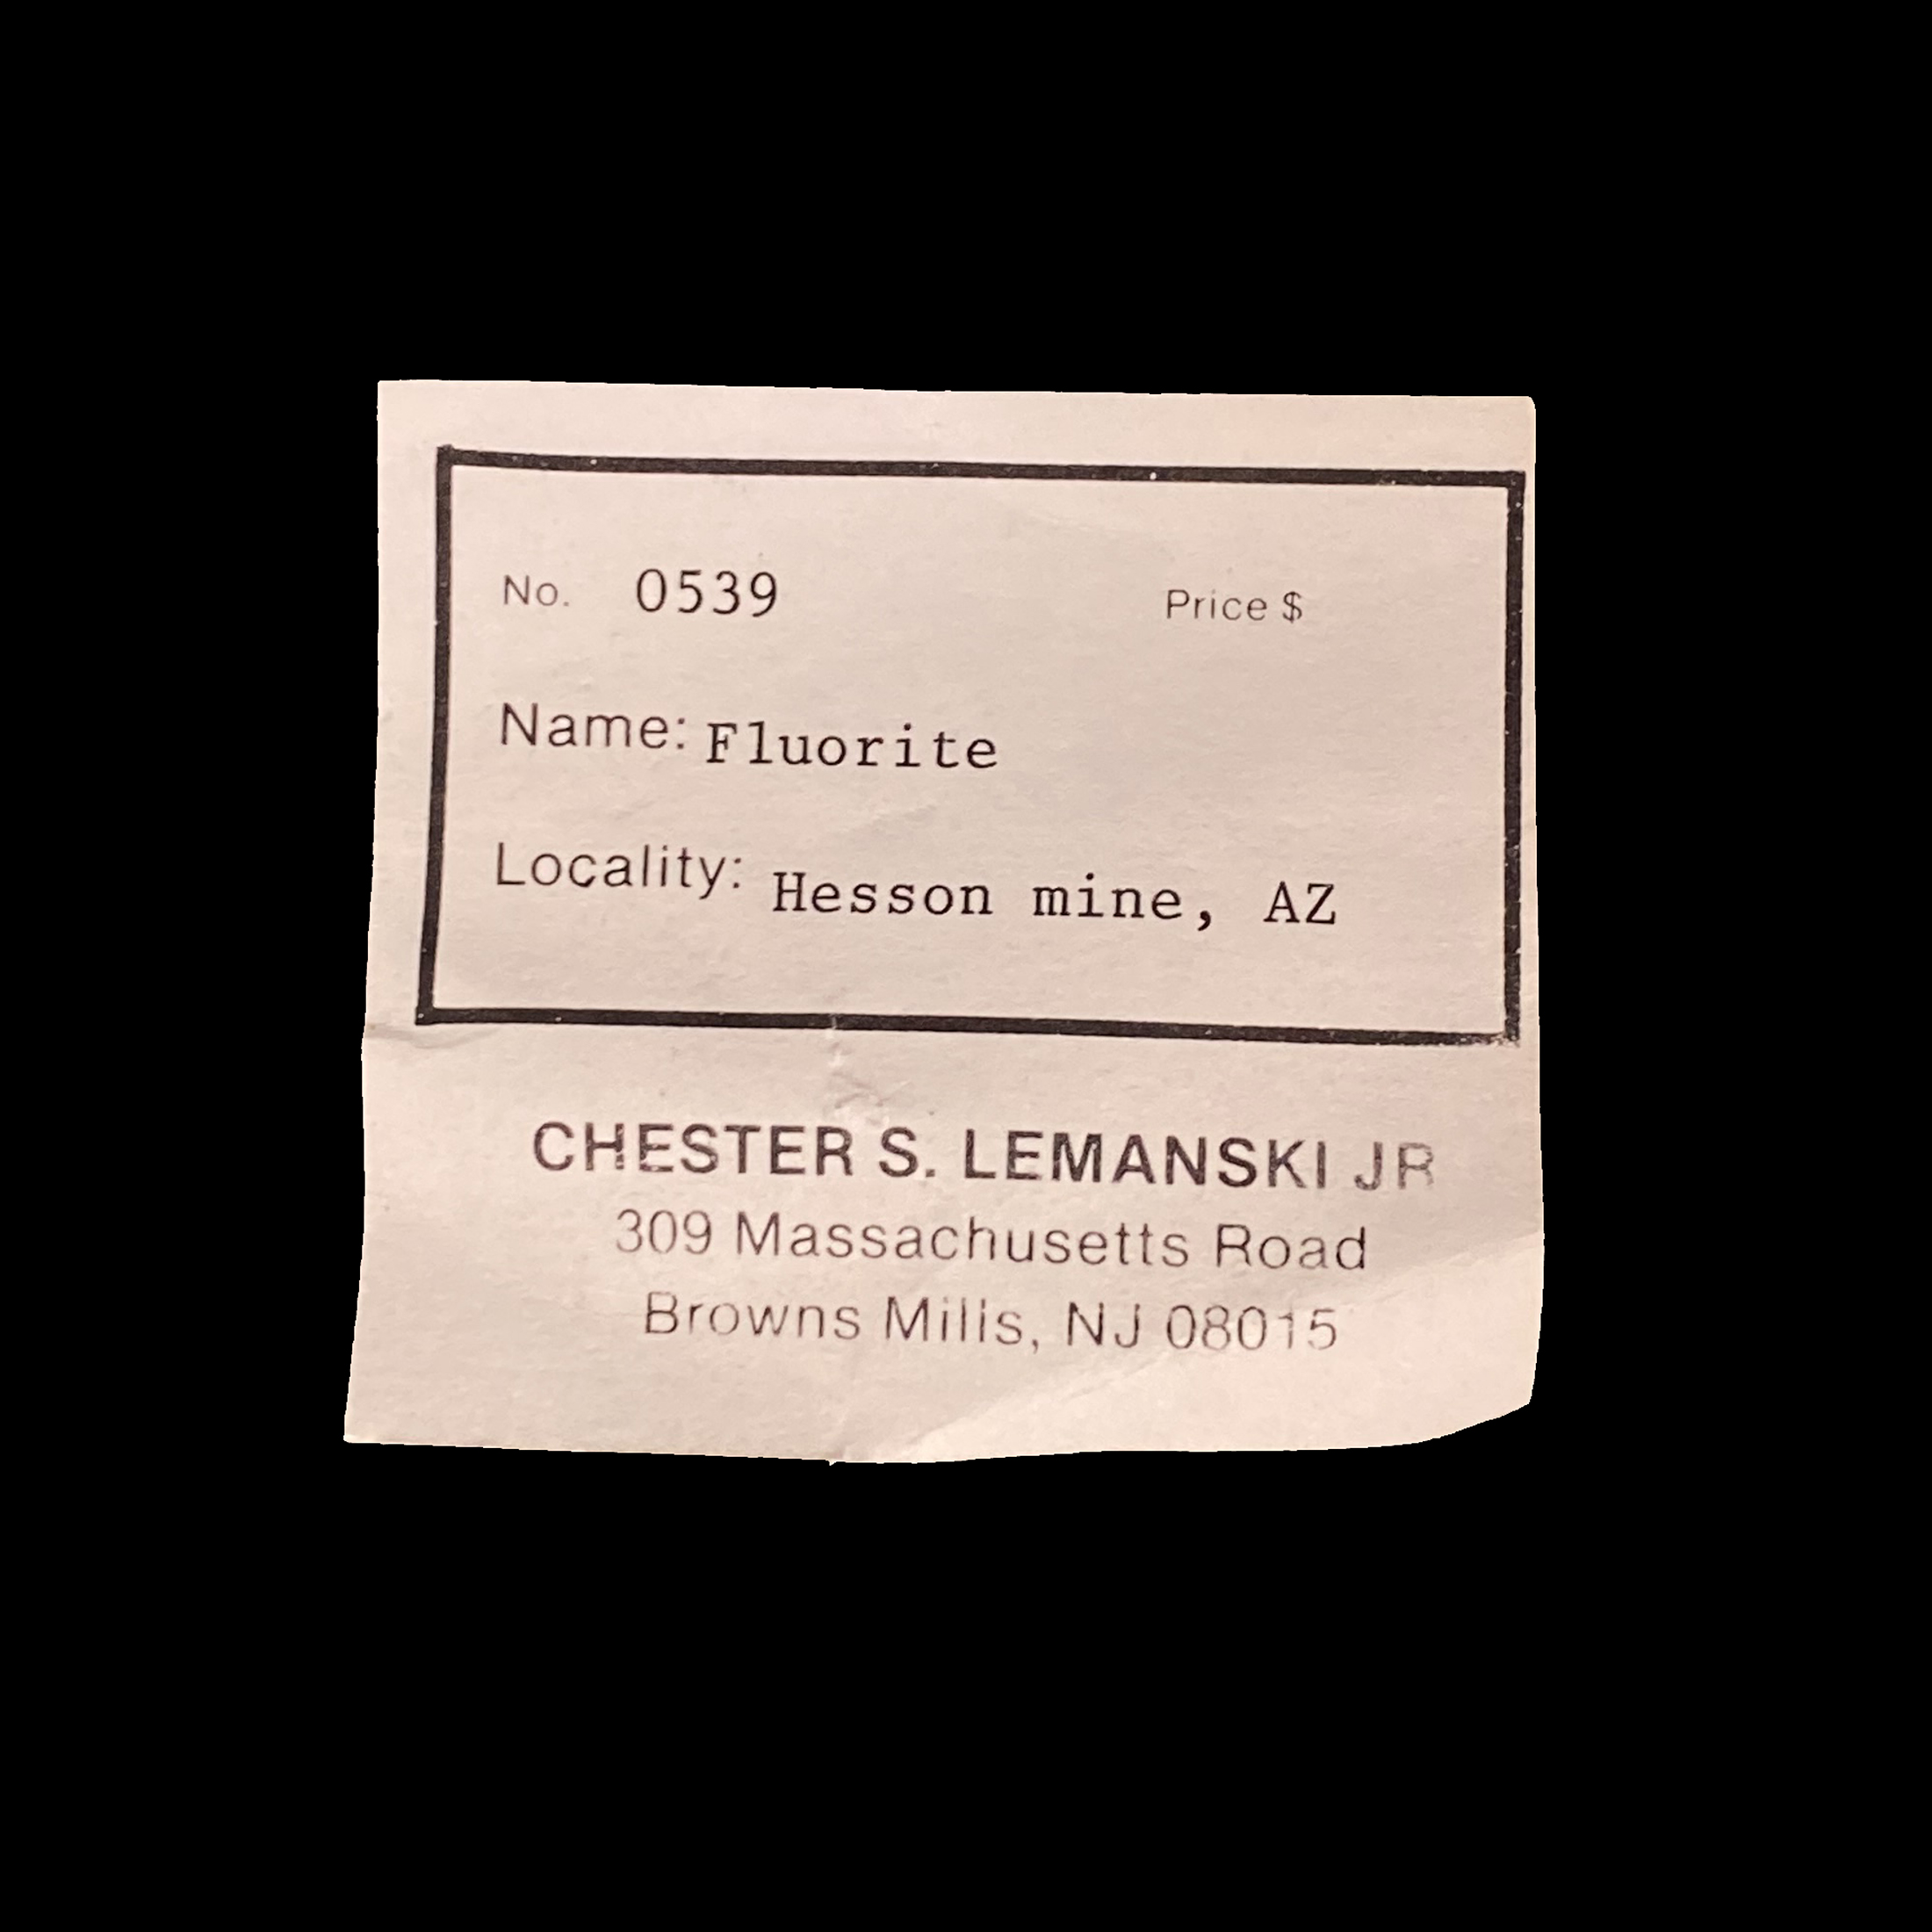 No. 0539 Price $
Name: Fluorite
Locality: Hesson mine, AZ
CHESTER S. LEMANSKI JR
309 Massachusetts Road
Browns Mills, NJ 08015